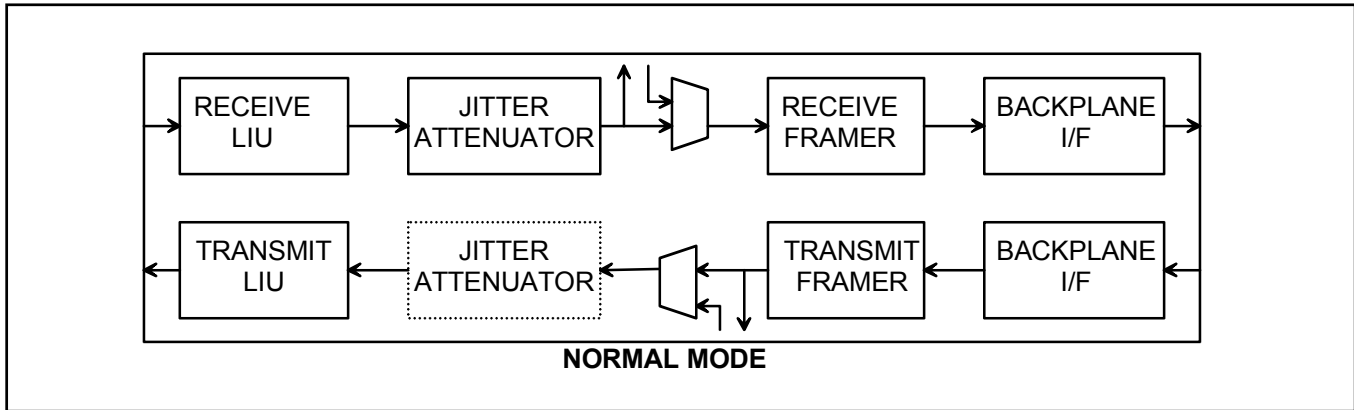 RECEIVE
LIU
JITTER
ATTENUATOR
RECEIVE
FRAMER
BACKPLANE
I/F
TRANSMIT
LIU
JITTER
ATTENUATOR
TRANSMIT
FRAMER
BACKPLANE
I/F
NORMAL MODE